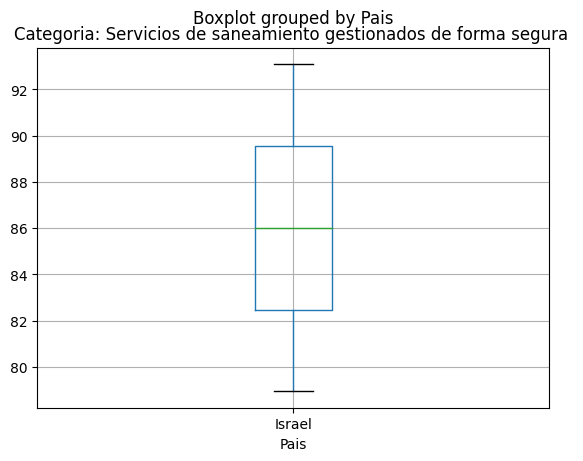 Boxplot grouped by Pais
Categoria: Servicios de saneamiento gestionados de forma segura
92
90
88
86
84
82
80
Israel
Pais